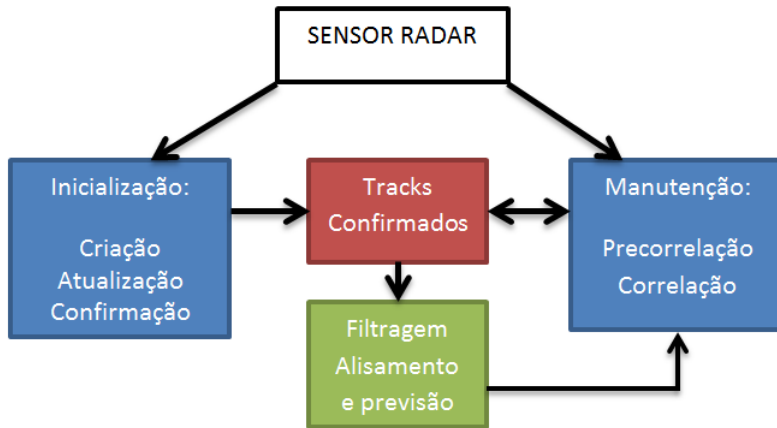 SENSOR RADAR
Inicialização:
Criação
Atualização
Confirmação
Tracks
Confirmados
Manutenção:
Precorrelação
Correlação
Filtragem
Alisamento
e previsão